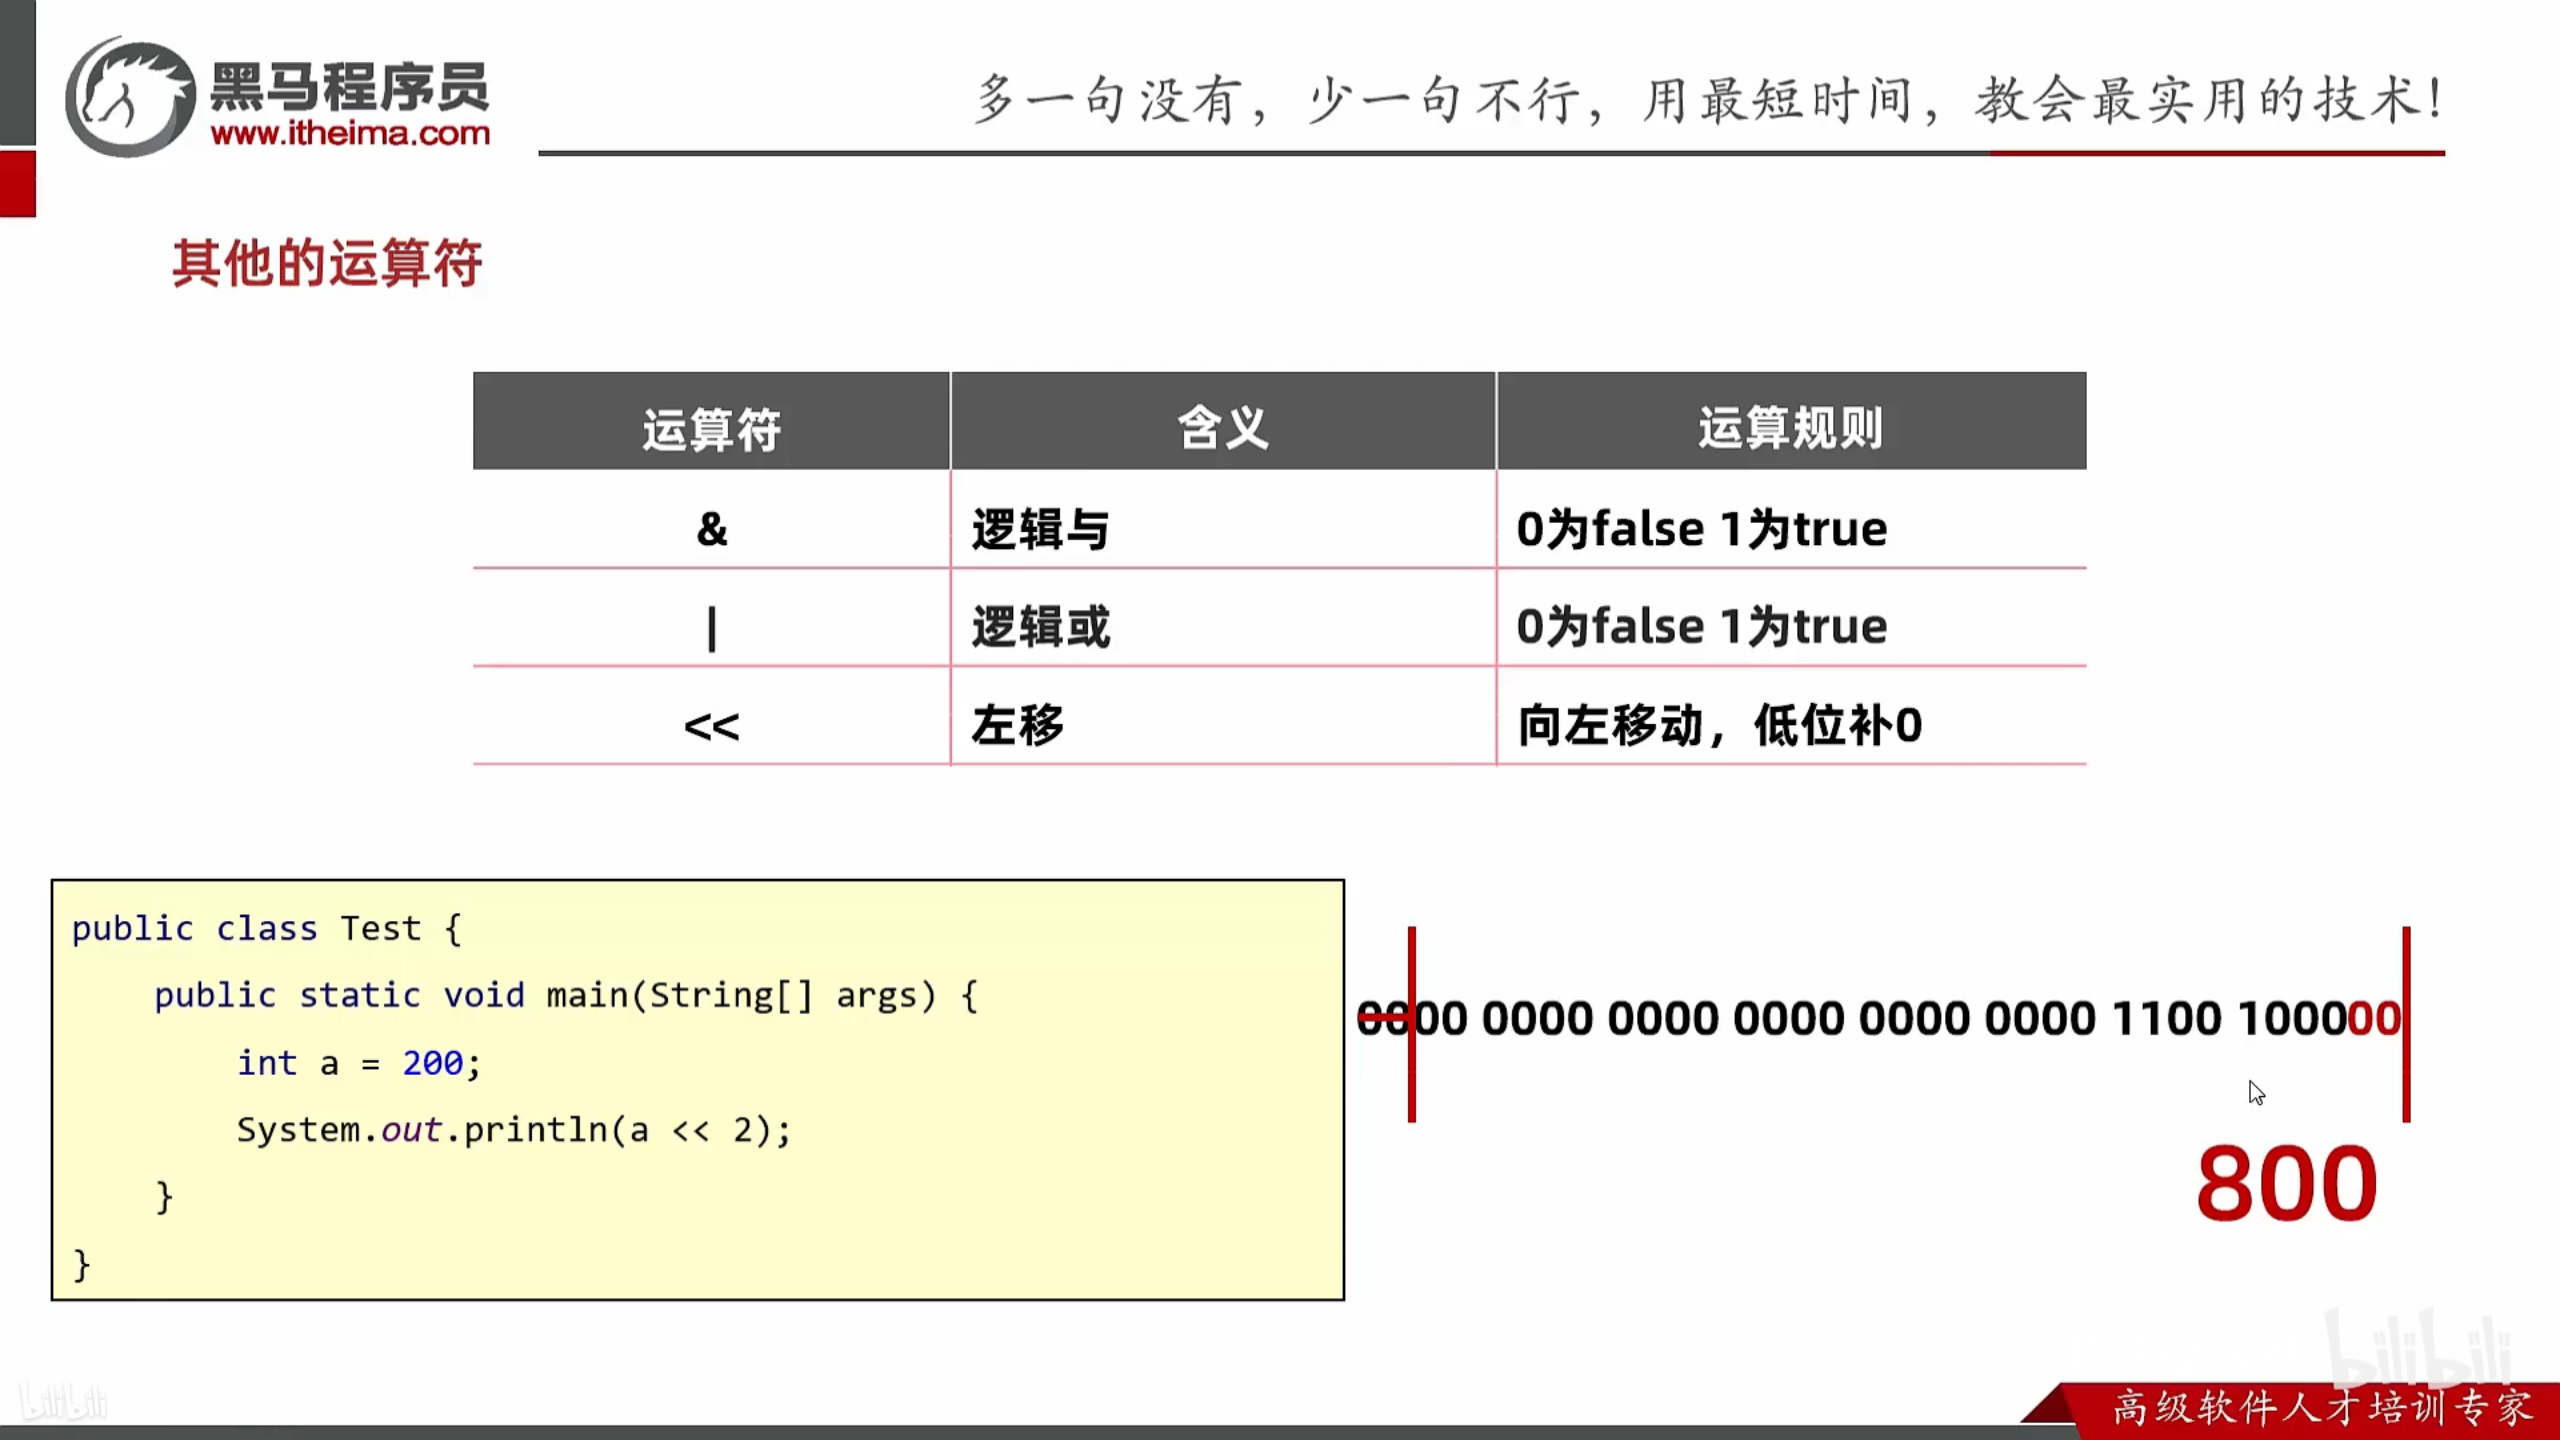 黑马程序员
www.itheima.com
多一句没有，少一句不行，用最短时间，教会最实用的技术！
其他的运算符
运算符 含义 运算规则
& 逻辑与 0为false 1为true
| 逻辑或 0为false 1为true
<< 左移 向左移动，低位补0
public class Test {
    public static void main(String[] args) {
        int a = 200;
        System.out.println(a << 2);
    }
}
0000 0000 0000 0000 0000 0000 1100 100000
800
bilibili
bilibili
高级软件人才培训专家